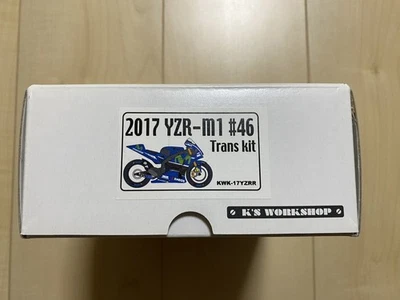 2017 YZR-M1 #46
Trans kit
KWK-17YZRR
K'S WORKSHOP